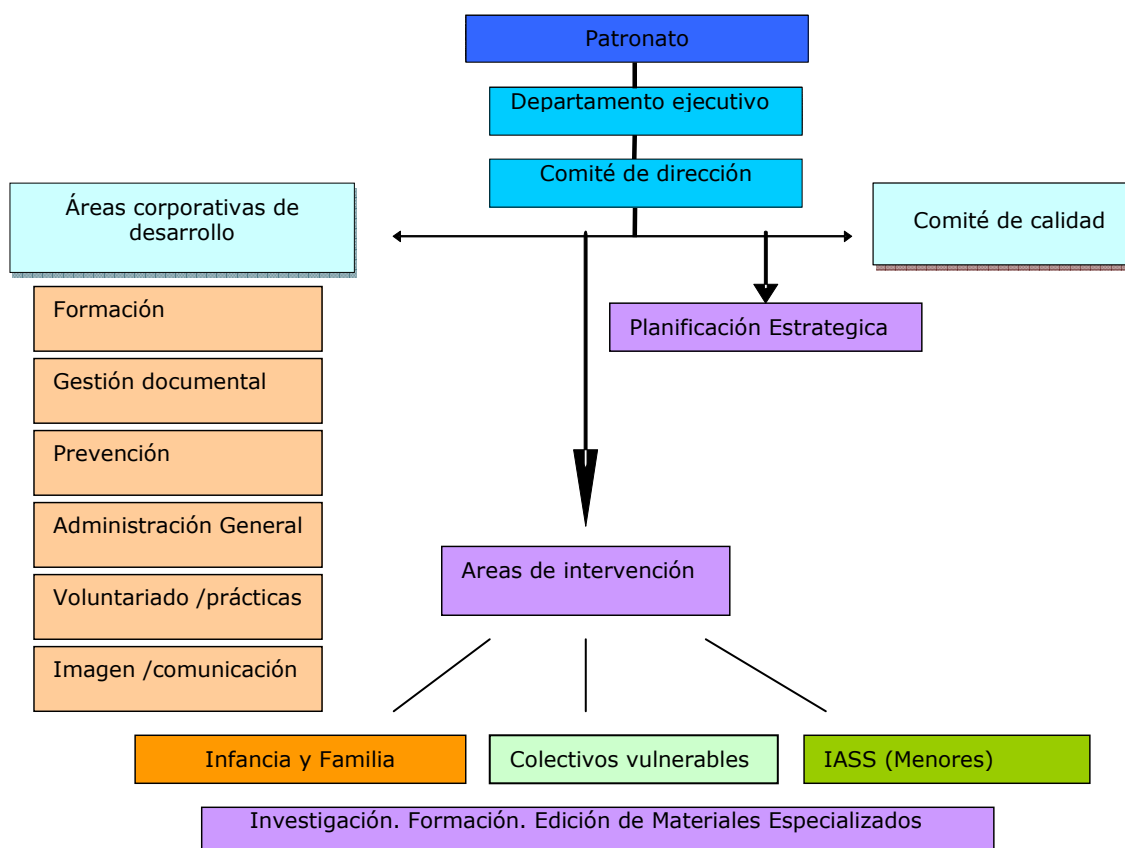 Patronato
Departamento ejecutivo
Comité de dirección
Áreas corporativas de
desarrollo
Comité de calidad
Formación
Planificación Estrategica
Gestión documental
Prevención
Administración General
Areas de intervención
Voluntariado /prácticas
Imagen /comunicación
Infancia y Familia
Colectivos vulnerables
IASS (Menores)
Investigación. Formación. Edición de Materiales Especializados